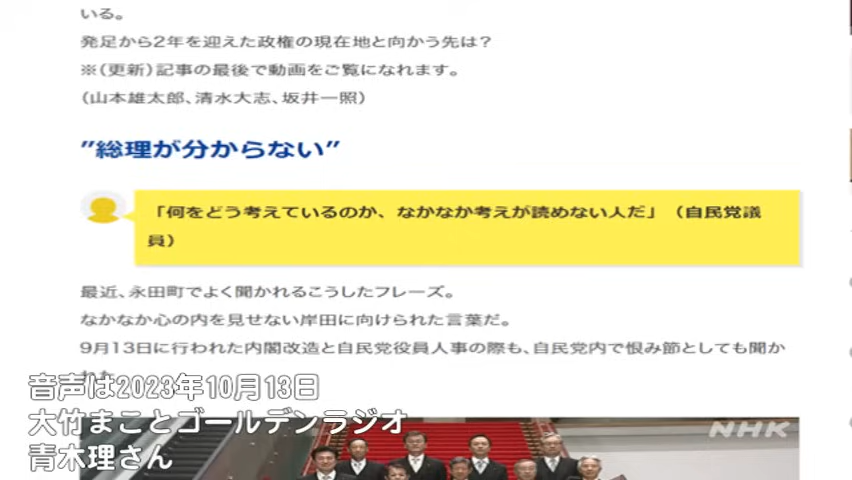 いる。
発足から2年を迎えた政権の現在地と向かう先は？
※（更新）記事の最後で動画をご覧になれます。
（山本雄太郎、清水大志、坂井一照）
”総理が分からない”
「何をどう考えているのか、なかなか考えが読めない人だ」（自民党議
員）
最近、永田町でよく聞かれるこうしたフレーズ。
なかなか心の内を見せない岸田に向けられた言葉だ。
9月13日に行われた内閣改造と自民党役員人事の際も、自民党内で恨み節としても聞か
れた。
音声は2023年10月13日
大竹まことゴールデンラジオ
青木理さん
NHK